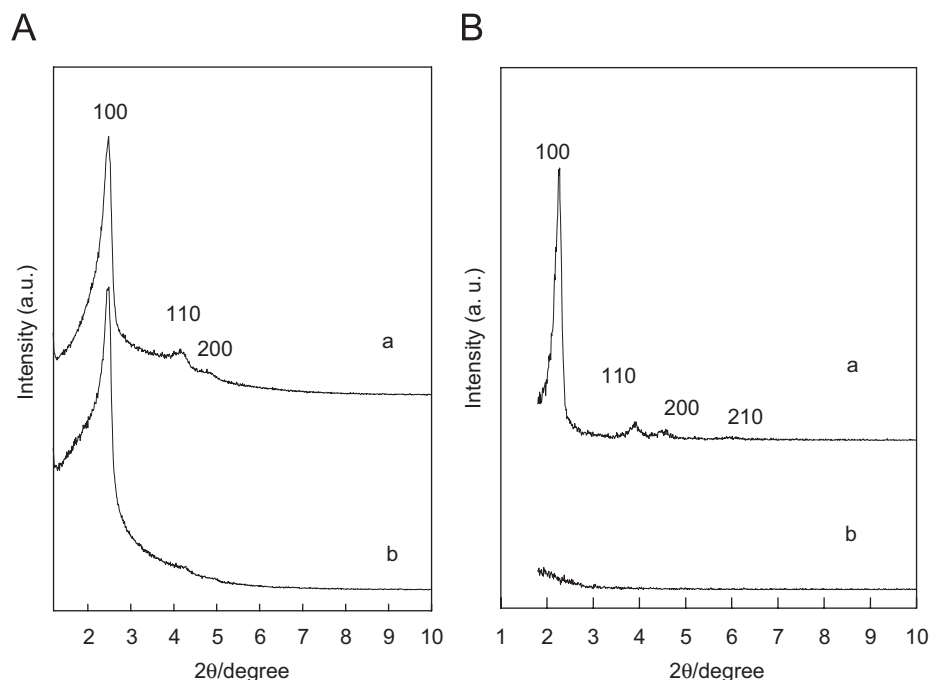 A
100
110
200
a
b
Intensity (a.u.)
2 3 4 5 6 7 8 9 10
2θ/degree
B
100
110
200
210
a
b
Intensity (a. u.)
1 2 3 4 5 6 7 8 9 10
2θ/degree